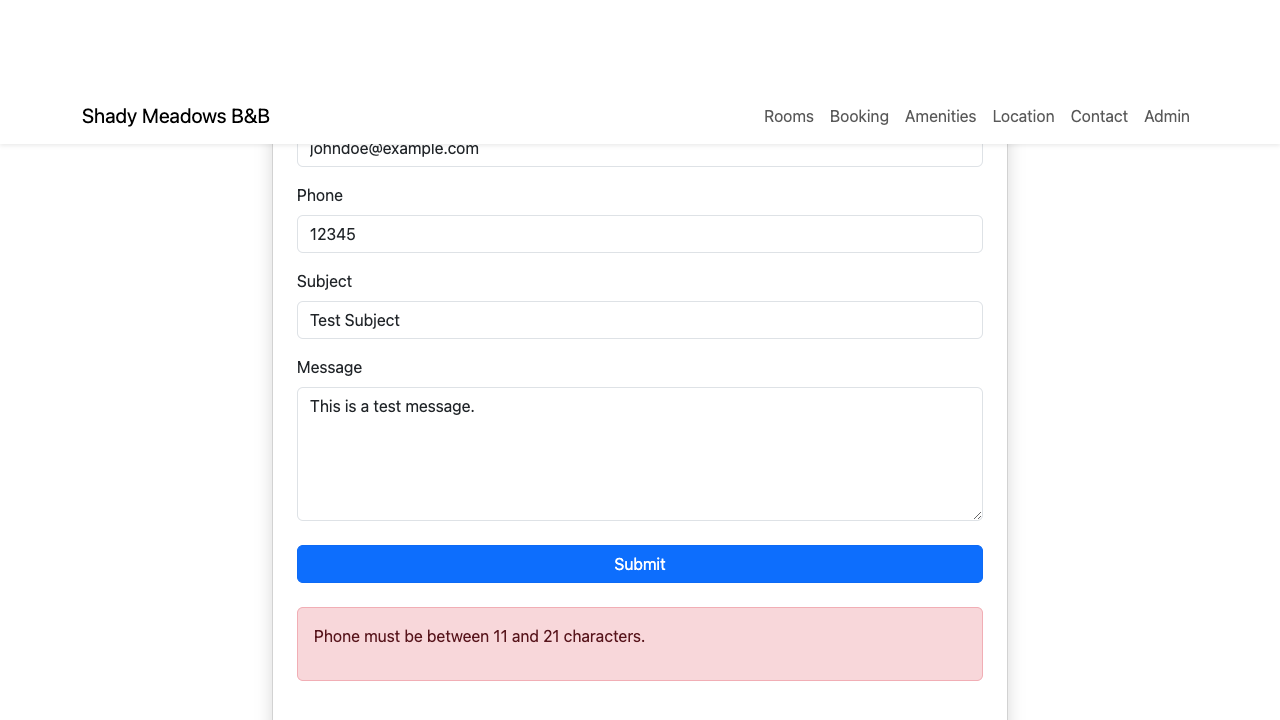 Shady Meadows B&B
Rooms Booking Amenities Location Contact Admin
johndoe@example.com
Phone
12345
Subject
Test Subject
Message
This is a test message.
Submit
Phone must be between 11 and 21 characters.